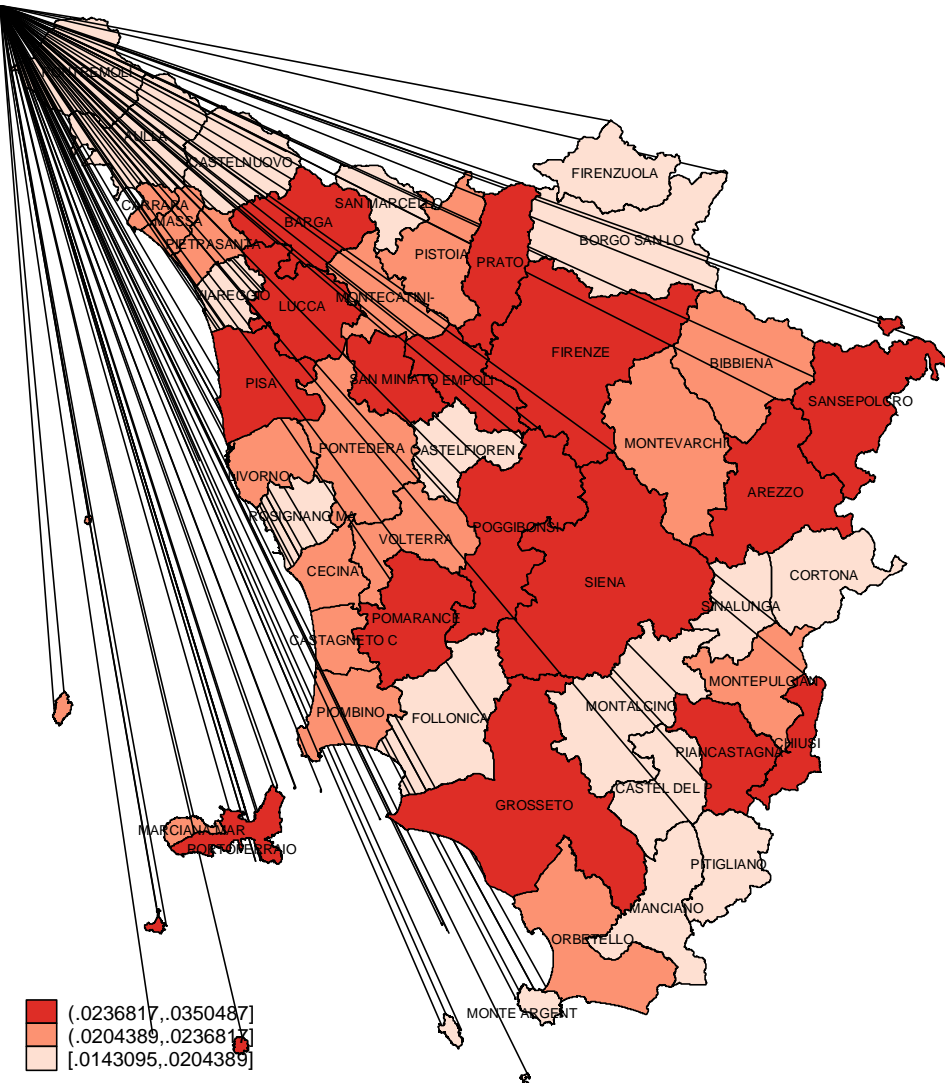 PONTREMOLI
AULLA
CASTELNUOVO
FIRENZUOLA
CARRARA
SAN MARCELLO
MASSA
BARGA
PIETRASANTA
BORGO SAN LO
PISTOIA
PRATO
VIAREGGIO
LUCCA
MONTECATINI-
FIRENZE
BIBBIENA
PISA
SAN MINIATO
EMPOLI
SANSEPOLCRO
MONTEVARCHI
PONTEDERA
CASTELFIOREN
LIVORNO
AREZZO
ROSIGNANO MA
POGGIBONSI
VOLTERRA
CECINA
SIENA
CORTONA
SINALUNGA
POMARANCE
CASTAGNETO C
MONTEPULCIAN
PIOMBINO
FOLLONICA
MONTALCINO
CHIUSI
PIANCASTAGNA
CASTEL DEL P
GROSSETO
MARCIANA MAR
PORTOFERRAIO
PITIGLIANO
MANCIANO
ORBETELLO
MONTE ARGENT
(.0236817,.0350487]
(.0204389,.0236817]
[.0143095,.0204389]